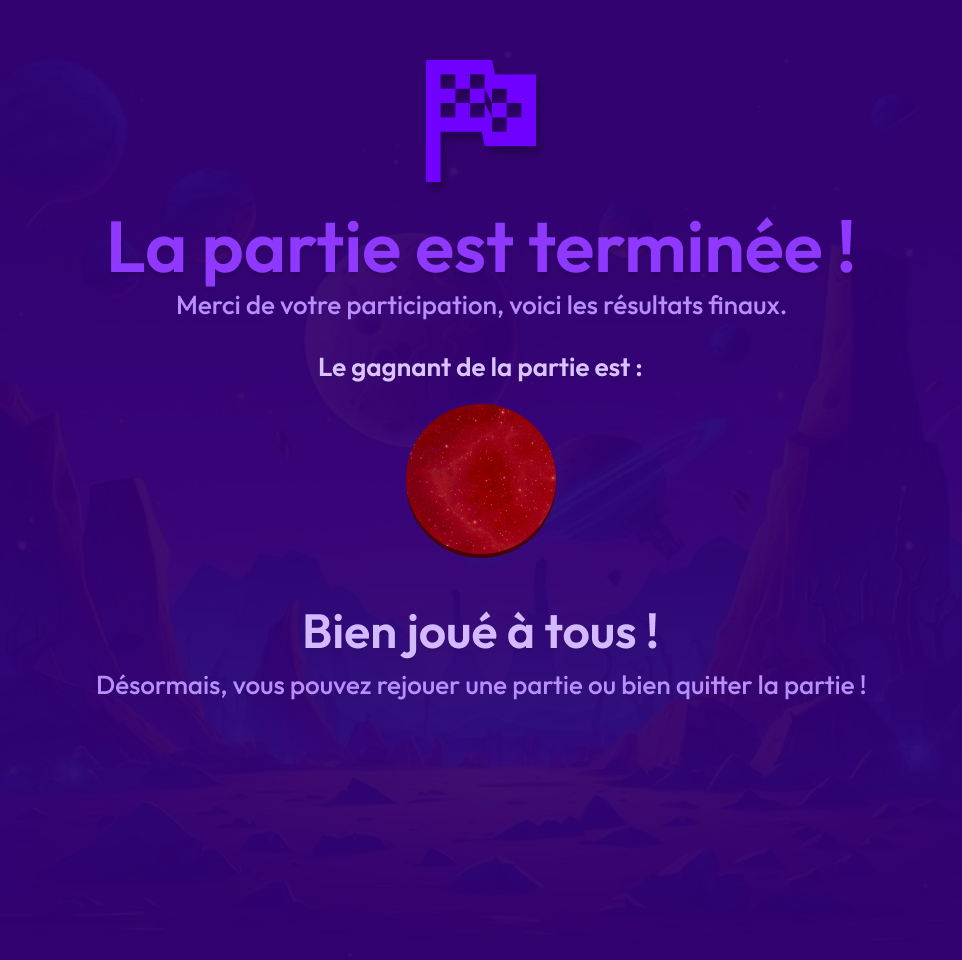 La partie est terminée !
Merci de votre participation, voici les résultats finaux.
Le gagnant de la partie est :
Bien joué à tous !
Désormais, vous pouvez rejouer une partie ou bien quitter la partie !